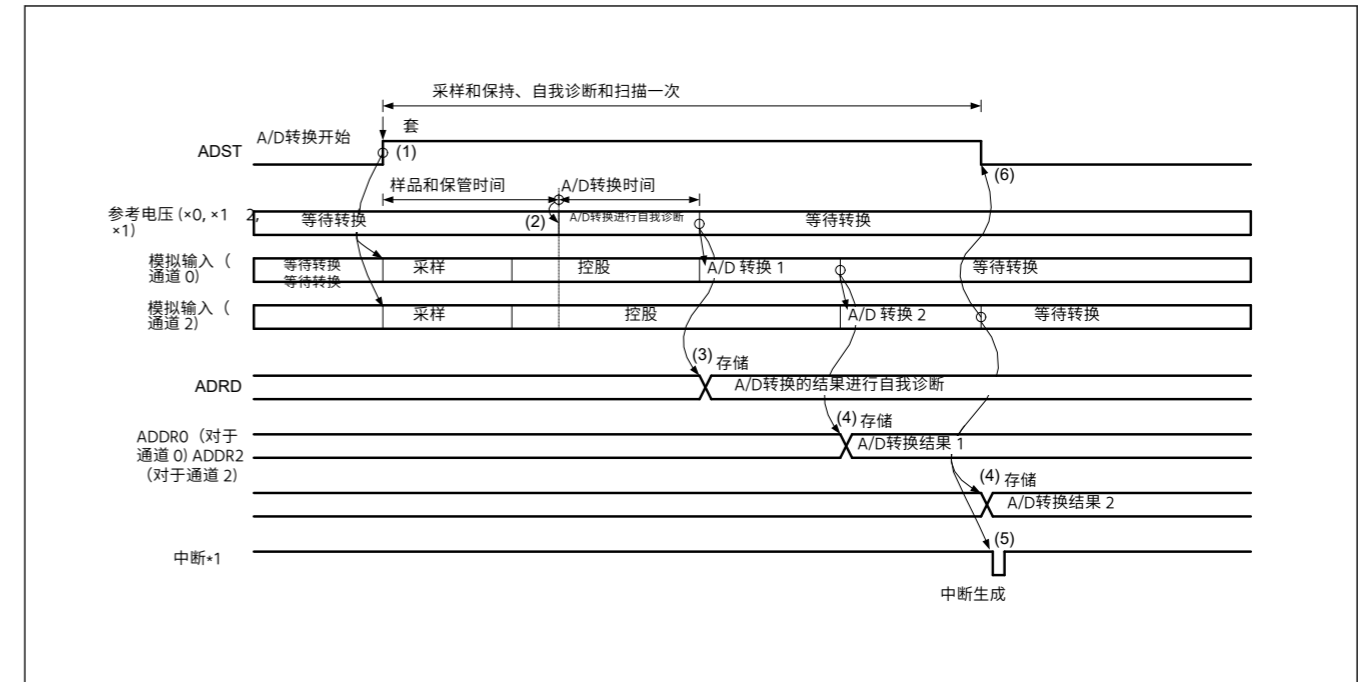 采样和保持、自我诊断和扫描一次
A/D转换开始
套
ADST
(1)
(6)
样品和保管时间
A/D转换时间
参考电压 (×0, ×1 2,
×1)
等待转换
(2)
A/D转换进行自我诊断
等待转换
模拟输入（
通道 0)
等待转换
等待转换
采样
控股
A/D 转换 1
等待转换
模拟输入（
通道 2)
采样
控股
A/D 转换 2
等待转换
(3) 存储
ADRD
A/D转换的结果进行自我诊断
(4) 存储
ADDR0（对于
通道 0) ADDR2
（对于通道 2)
A/D转换结果 1
(4) 存储
A/D转换结果 2
(5)
中断*1
中断生成